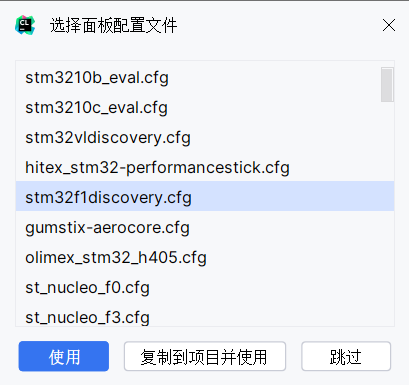 CL
选择面板配置文件
stm3210b_eval.cfg
stm3210c_eval.cfg
stm32vldiscovery.cfg
hitex_stm32-performancestick.cfg
stm32f1discovery.cfg
gumstix-aerocore.cfg
olimex_stm32_h405.cfg
st_nucleo_f0.cfg
st_nucleo_f3.cfg
使用
复制到项目并使用
跳过